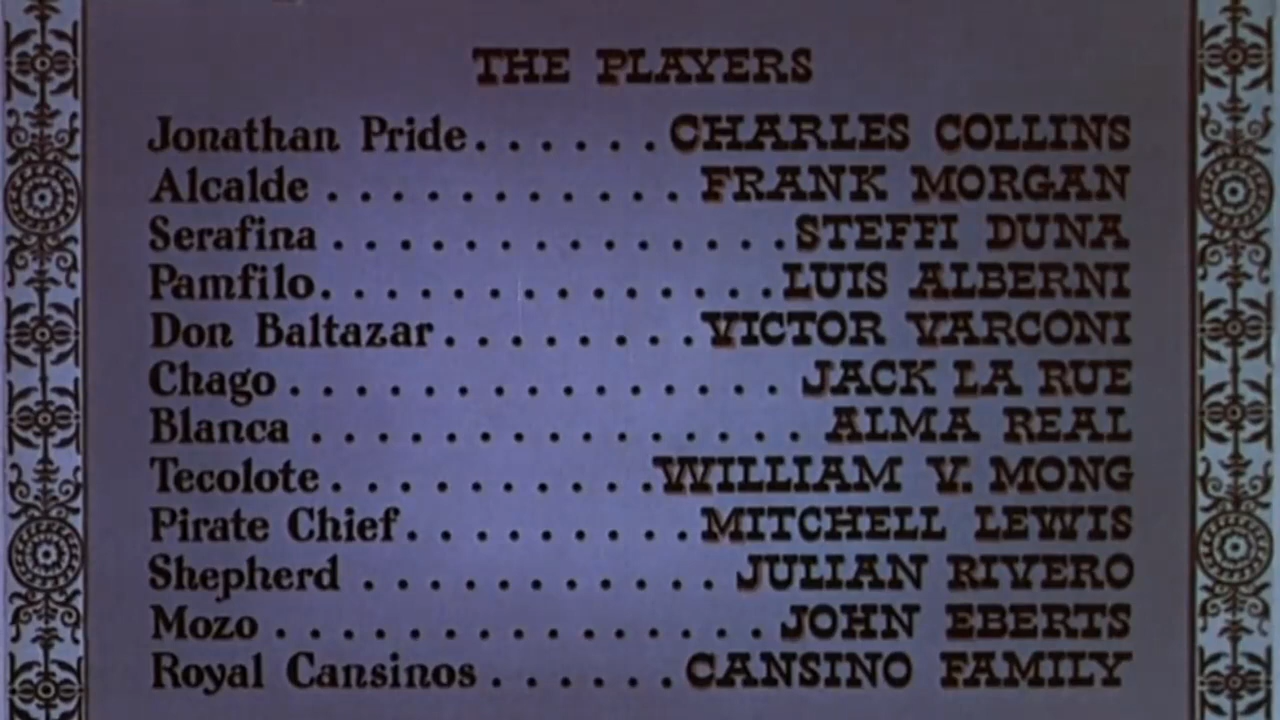 THE PLAYERS
Jonathan Pride. . . . . . CHARLES COLLINS
Alcalde . . . . . . . . . . . FRANK MORGAN
Serafina . . . . . . . . . . . . . . STEFFI DUNA
Pamfilo. . . . . . . . . . . . . . LUIS ALBERNI
Don Baltazar . . . . . . . . VICTOR VARCONI
Chago . . . . . . . . . . . . . . . JACK LA RUE
Blanca . . . . . . . . . . . . . . . ALMA REAL
Tecolote . . . . . . . . . . WILLIAM V. MONG
Pirate Chief. . . . . . . . . MITCHELL LEWIS
Shepherd . . . . . . . . . . . JULIAN RIVERO
Mozo . . . . . . . . . . . . . . . JOHN EBERTS
Royal Cansinos . . . . . . CANSINO FAMILY